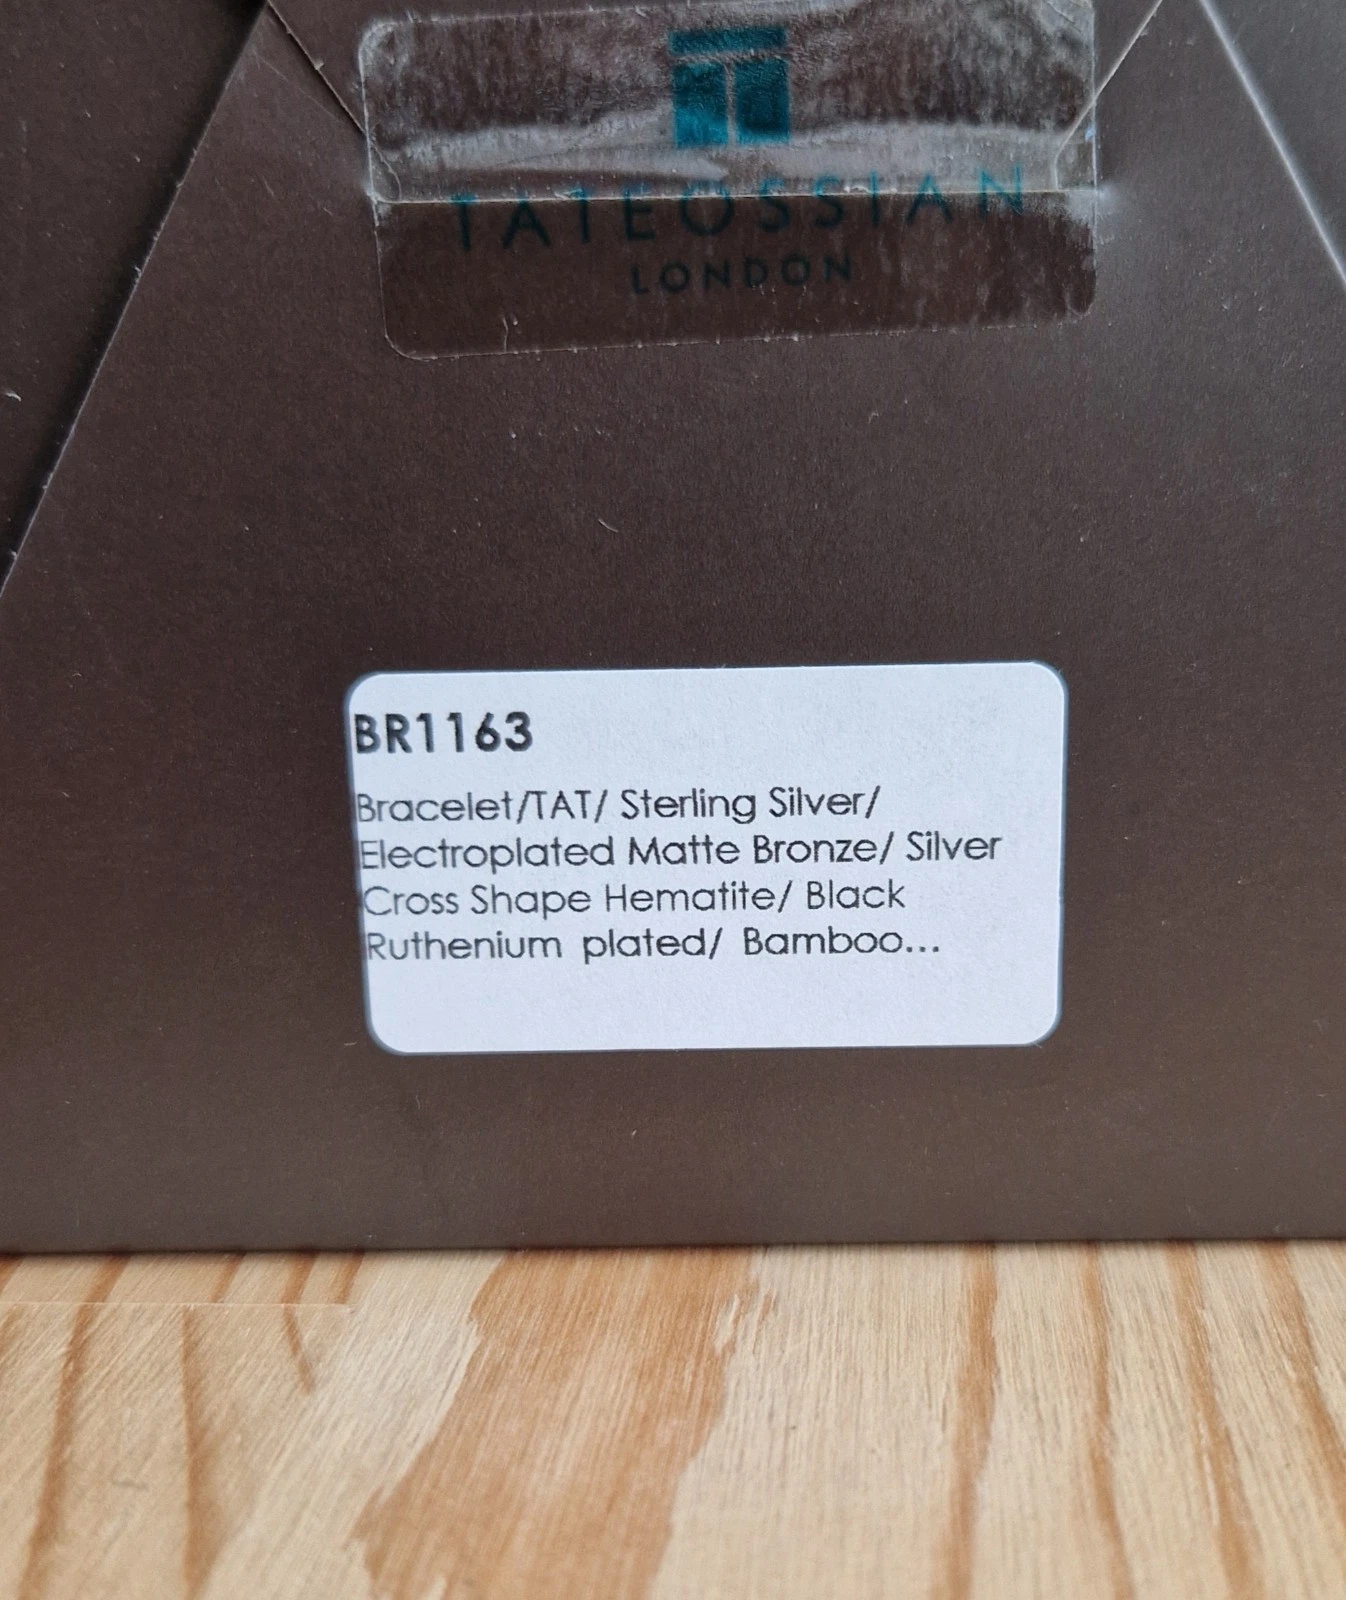 TATEOSSIAN
LONDON
BR1163
Bracelet/TAT/ Sterling Silver/
Electroplated Matte Bronze/ Silver
Cross Shape Hematite/ Black
Ruthenium plated/ Bamboo...